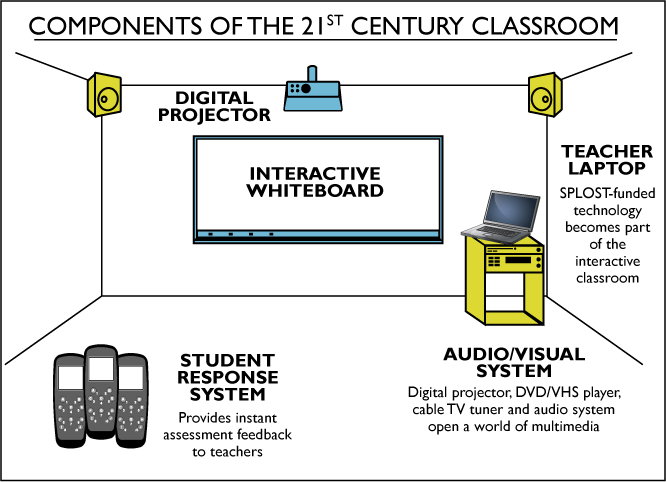 COMPONENTS OF THE 21ST CENTURY CLASSROOM
DIGITAL
PROJECTOR
INTERACTIVE
WHITEBOARD
TEACHER
LAPTOP
SPLOST-funded
technology
becomes part
of the
interactive
classroom
STUDENT
RESPONSE
SYSTEM
Provides instant
assessment feedback
to teachers
AUDIO/VISUAL
SYSTEM
Digital projector, DVD/VHS player,
cable TV tuner and audio system
open a world of multimedia